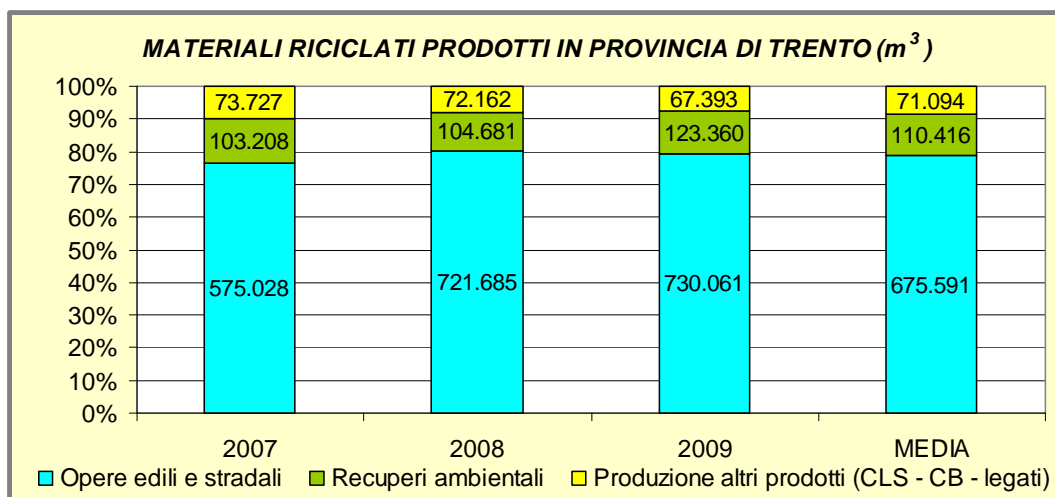 MATERIALI RICICLATI PRODOTTI IN PROVINCIA DI TRENTO (m³)
100%
90%
80%
70%
60%
50%
40%
30%
20%
10%
0%
73.727 72.162 67.393 71.094
103.208 104.681 123.360 110.416
575.028 721.685 730.061 675.591
2007 2008 2009 MEDIA
Opere edili e stradali Recuperi ambientali Produzione altri prodotti (CLS - CB - legati)